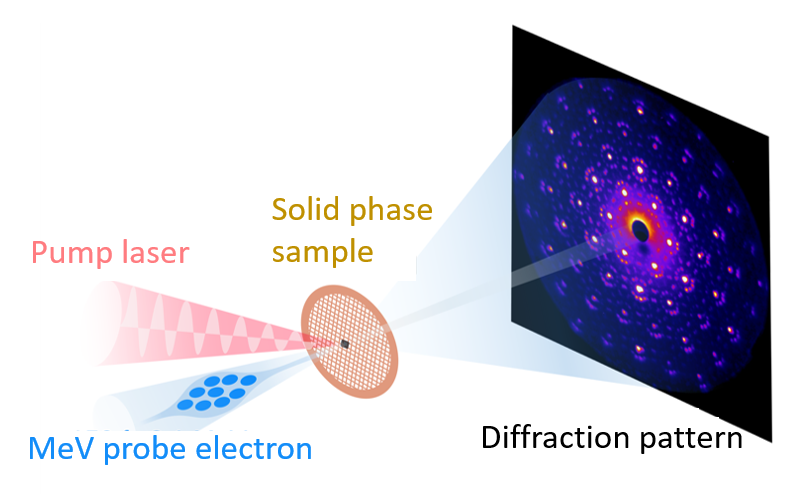 Solid phase
sample
Pump laser
MeV probe electron
Diffraction pattern